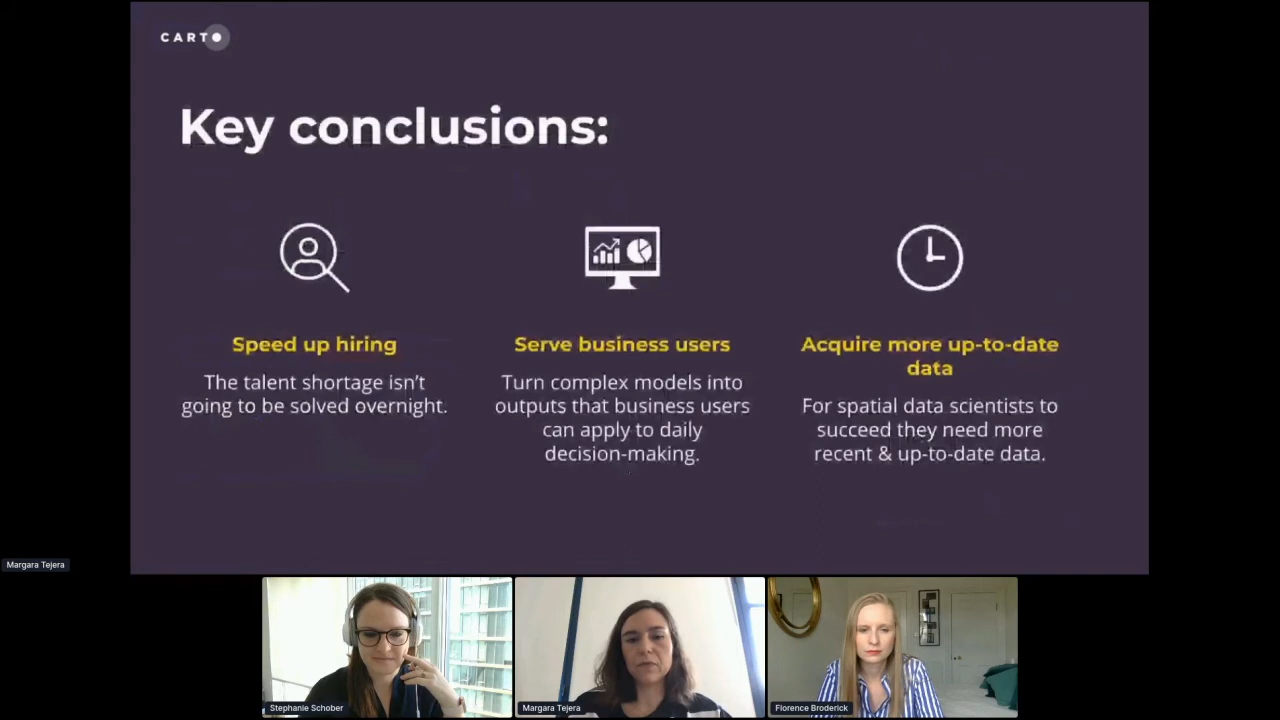 CARTO
Key conclusions:
Speed up hiring
The talent shortage isn’t
going to be solved overnight.
Serve business users
Turn complex models into
outputs that business users
can apply to daily
decision-making.
Acquire more up-to-date
data
For spatial data scientists to
succeed they need more
recent & up-to-date data.
Margara Tejera
Stephanie Schober
Margara Tejera
Florence Broderick